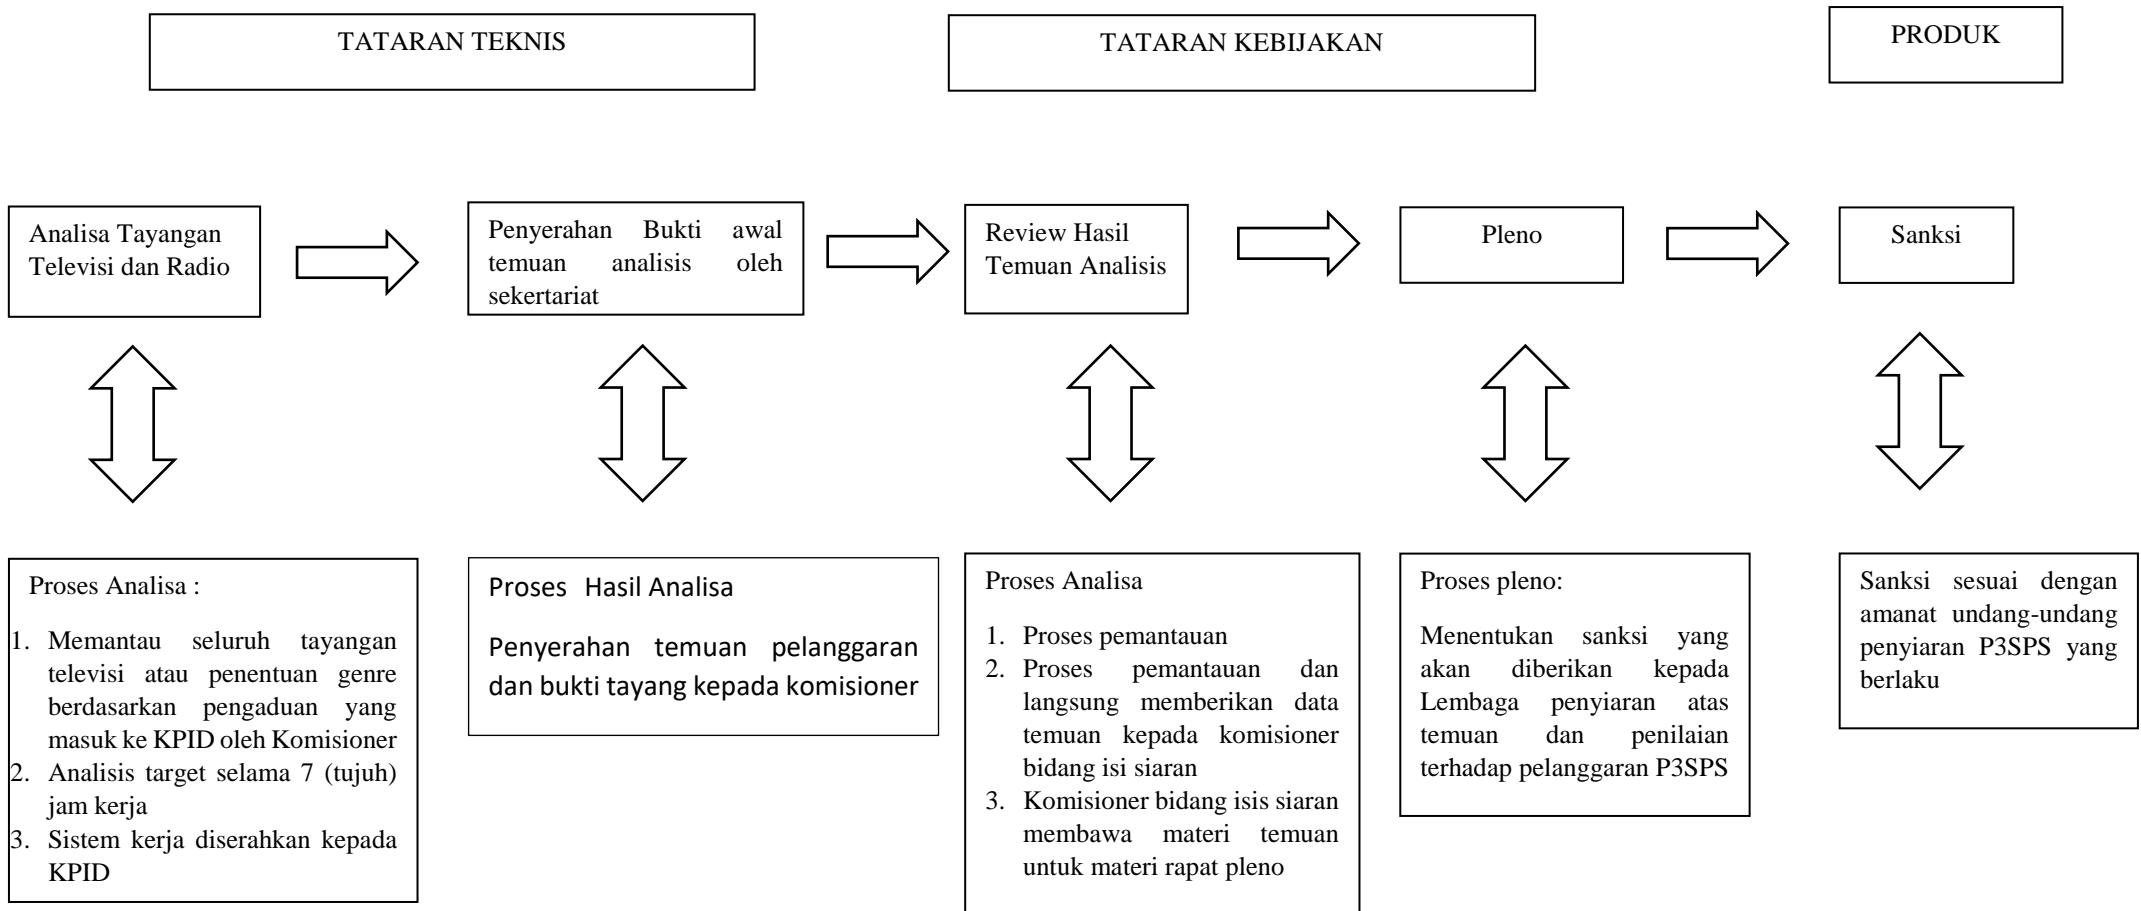 TATARAN TEKNIS
TATARAN KEBIJAKAN
PRODUK
Analisa Tayangan
Televisi dan Radio
Penyerahan Bukti awal
temuan analisis oleh
sekertariat
Review Hasil
Temuan Analisis
Pleno
Sanksi
Proses Analisa :
1. Memantau seluruh tayangan
televisi atau penentuan genre
berdasarkan pengaduan yang
masuk ke KPID oleh Komisioner
2. Analisis target selama 7 (tujuh)
jam kerja
3. Sistem kerja diserahkan kepada
KPID
Proses Hasil Analisa
Penyerahan temuan pelanggaran
dan bukti tayang kepada komisioner
Proses Analisa
1. Proses pemantauan
2. Proses pemantauan dan
langsung memberikan data
temuan kepada komisioner
bidang isi siaran
3. Komisioner bidang isis siaran
membawa materi temuan
untuk materi rapat pleno
Proses pleno:
Menentukan sanksi yang
akan diberikan kepada
Lembaga penyiaran atas
temuan dan penilaian
terhadap pelanggaran P3SPS
Sanksi sesuai dengan
amanat undang-undang
penyiaran P3SPS yang
berlaku